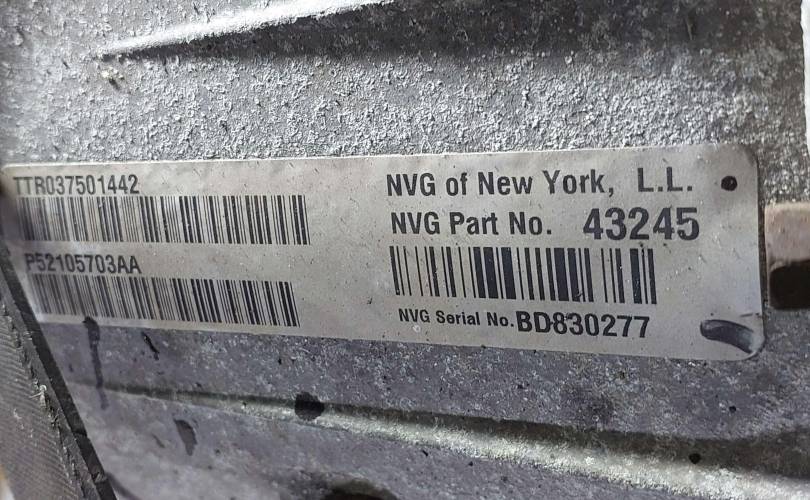 TTR037501442
P52105703AA
NVG of New York, L.L.
NVG Part No. 43245
NVG Serial No. BD830277